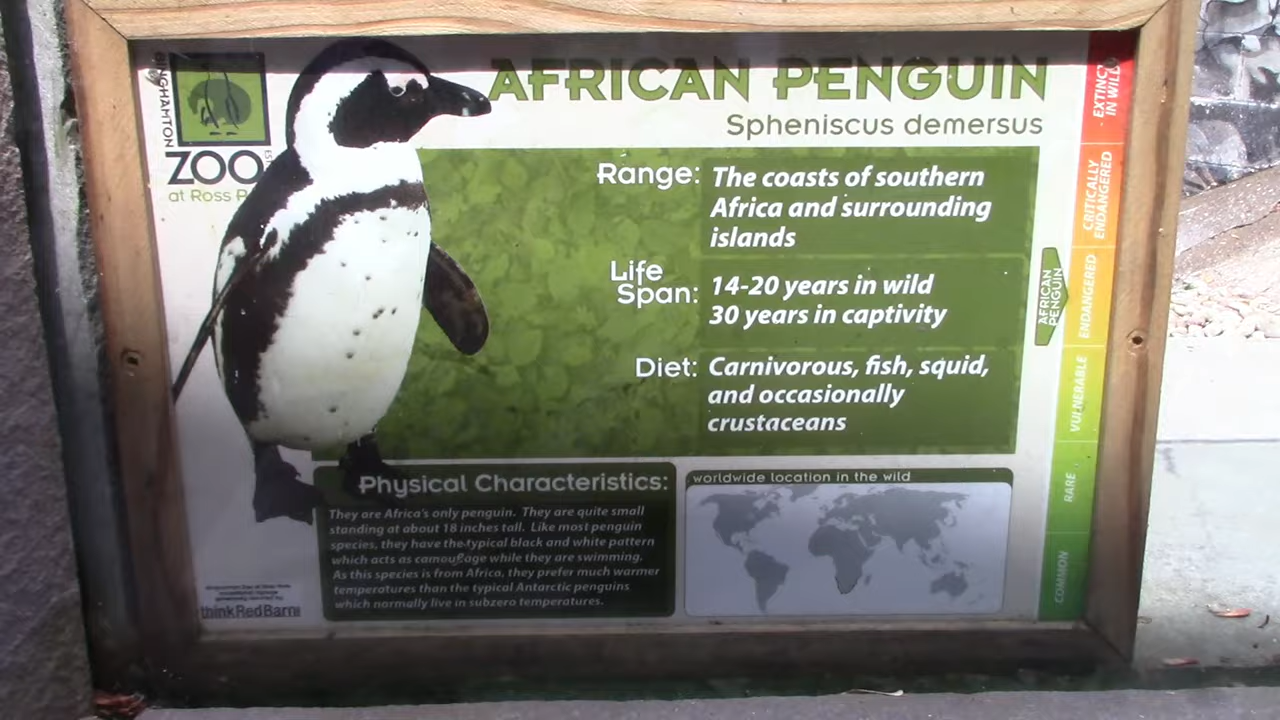 BINGHAMTON
ZOO
at Ross P
AFRICAN PENGUIN
Spheniscus demersus
Range:
The coasts of southern
Africa and surrounding
islands
Life
Span:
14-20 years in wild
30 years in captivity
Diet:
Carnivorous, fish, squid,
and occasionally
crustaceans
Physical Characteristics:
They are Africa's only penguin. They are quite small
standing at about 18 inches tall. Like most penguin
species, they have the typical black and white pattern
which acts as camouflage while they are swimming.
As this species is from Africa, they prefer much warmer
temperatures than the typical Antarctic penguins
which normally live in subzero temperatures.
worldwide location in the wild
EXTINCT
IN WILD
CRITICALLY
ENDANGERED
AFRICAN
PENGUIN
ENDANGERED
VULNERABLE
RARE
COMMON
thinkRedBarn